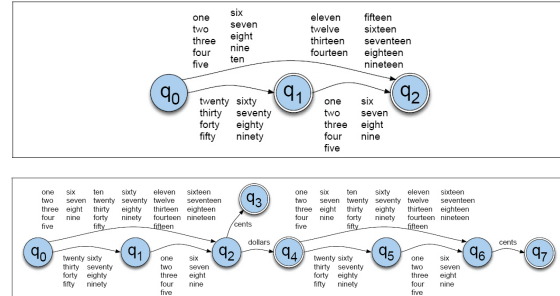 one six eleven fifteen
two seven twelve sixteen
three eight thirteen seventeen
four nine fourteen eighteen
five ten nineteen
q0 q1 q2
twenty sixty one six
thirty seventy two seven
forty eighty three eight
fifty ninety four nine
five
one six ten sixty eleven sixteen
two seven twenty seventy twelve seventeen
three eight thirty eighty thirteen eighteen
four nine forty ninety fourteen nineteen
five fifty fifteen
q3
cents
one six ten sixty eleven sixteen
two seven twenty seventy twelve seventeen
three eight thirty eighty thirteen eighteen
four nine forty ninety fourteen nineteen
five fifty fifteen
q0 q1 q2 dollars q4 q5 q6 cents q7
twenty sixty one six
thirty seventy two seven
forty eighty three eight
fifty ninety four nine
five
twenty sixty one six
thirty seventy two seven
forty eighty three eight
fifty ninety four nine
five